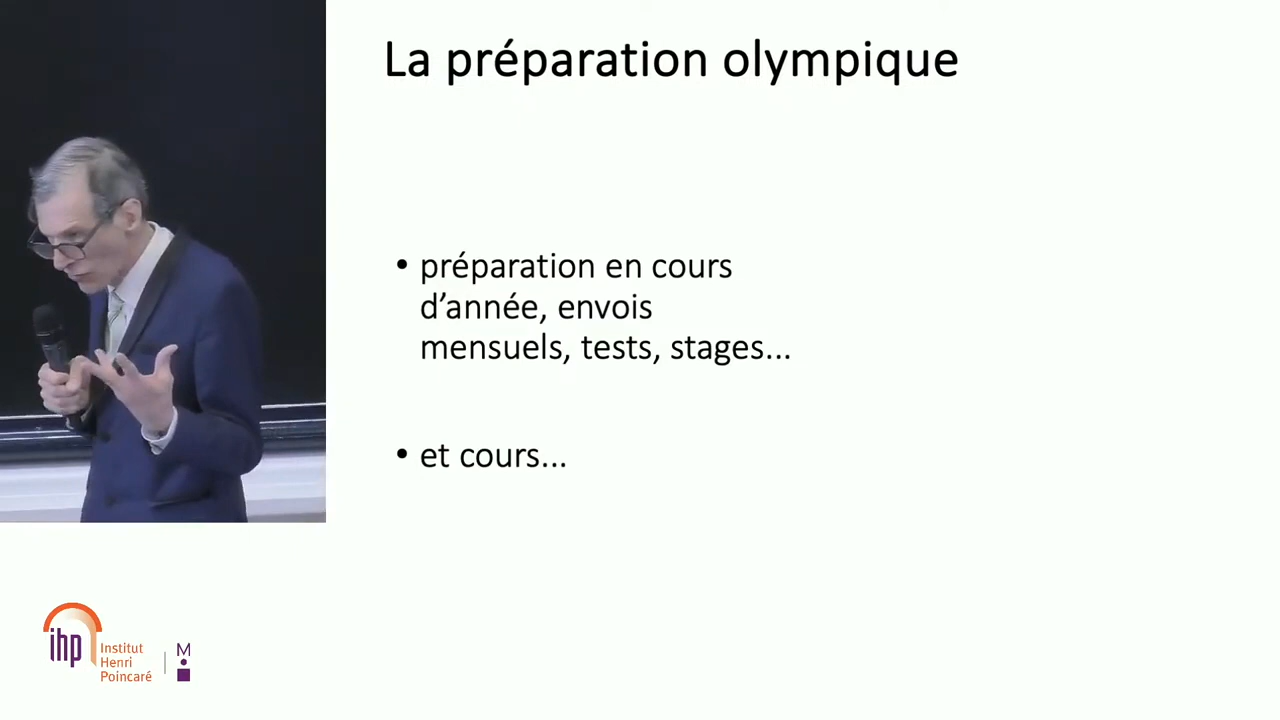 La préparation olympique
• préparation en cours
d’année, envois
mensuels, tests, stages...
• et cours...
ihp
Institut
Henri
Poincaré
M